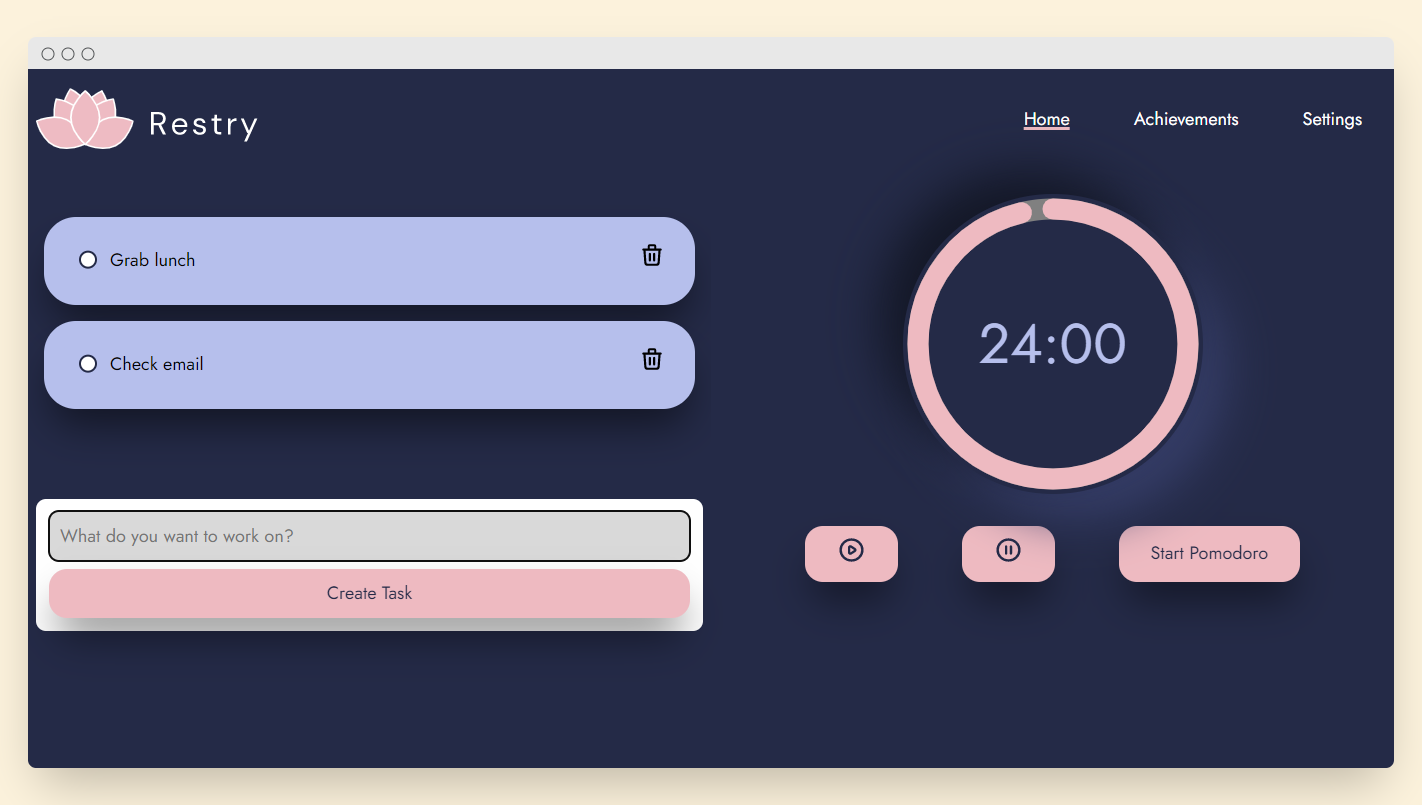 Restry
Home Achievements Settings
Grab lunch
Check email
24:00
What do you want to work on?
Create Task
Start Pomodoro